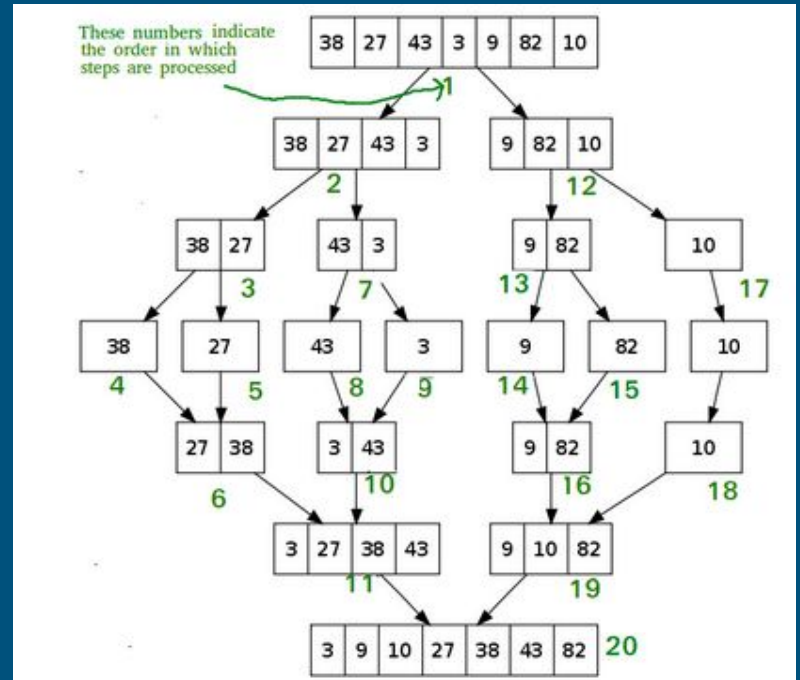 These numbers indicate
the order in which
steps are processed
38 27 43 3 9 82 10
1
38 27 43 3 9 82 10
2 12
38 27 43 3 9 82 10
3 7 13 17
38 27 43 3 9 82 10
4 5 8 9 14 15
27 38 3 43 9 82 10
6 10 16 18
3 27 38 43 9 10 82
11 19
3 9 10 27 38 43 82 20